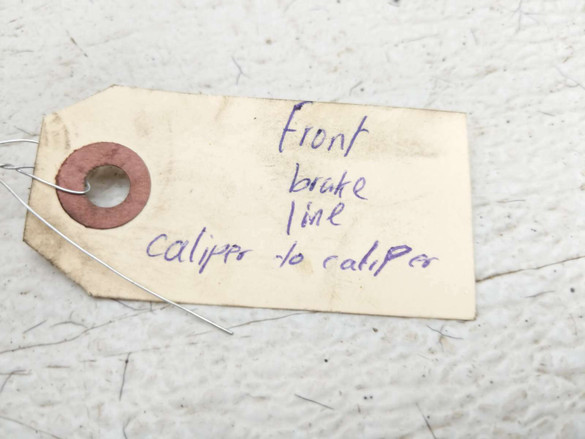 Front
brake
line
caliper to caliper